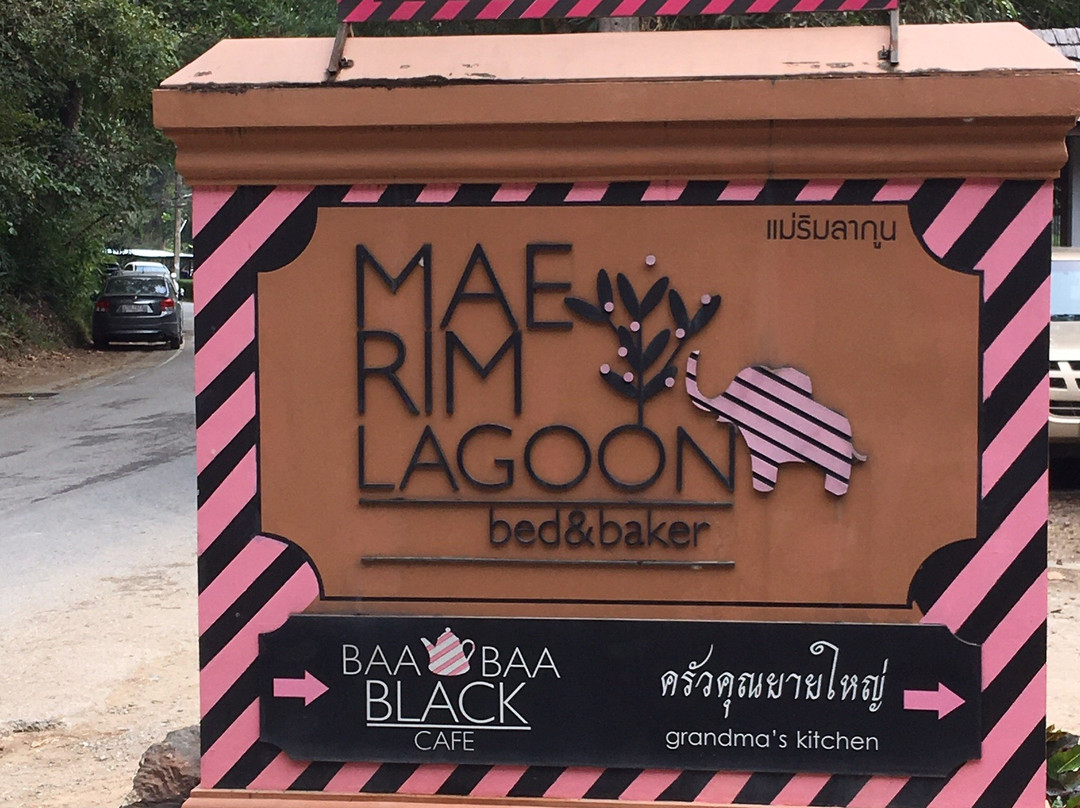 แม่ริมลากูน
MAE
RIM
LAGOON
bed&baker
BAA BAA
BLACK
CAFE
ครัวคุณยายใหญ่
grandma's kitchen